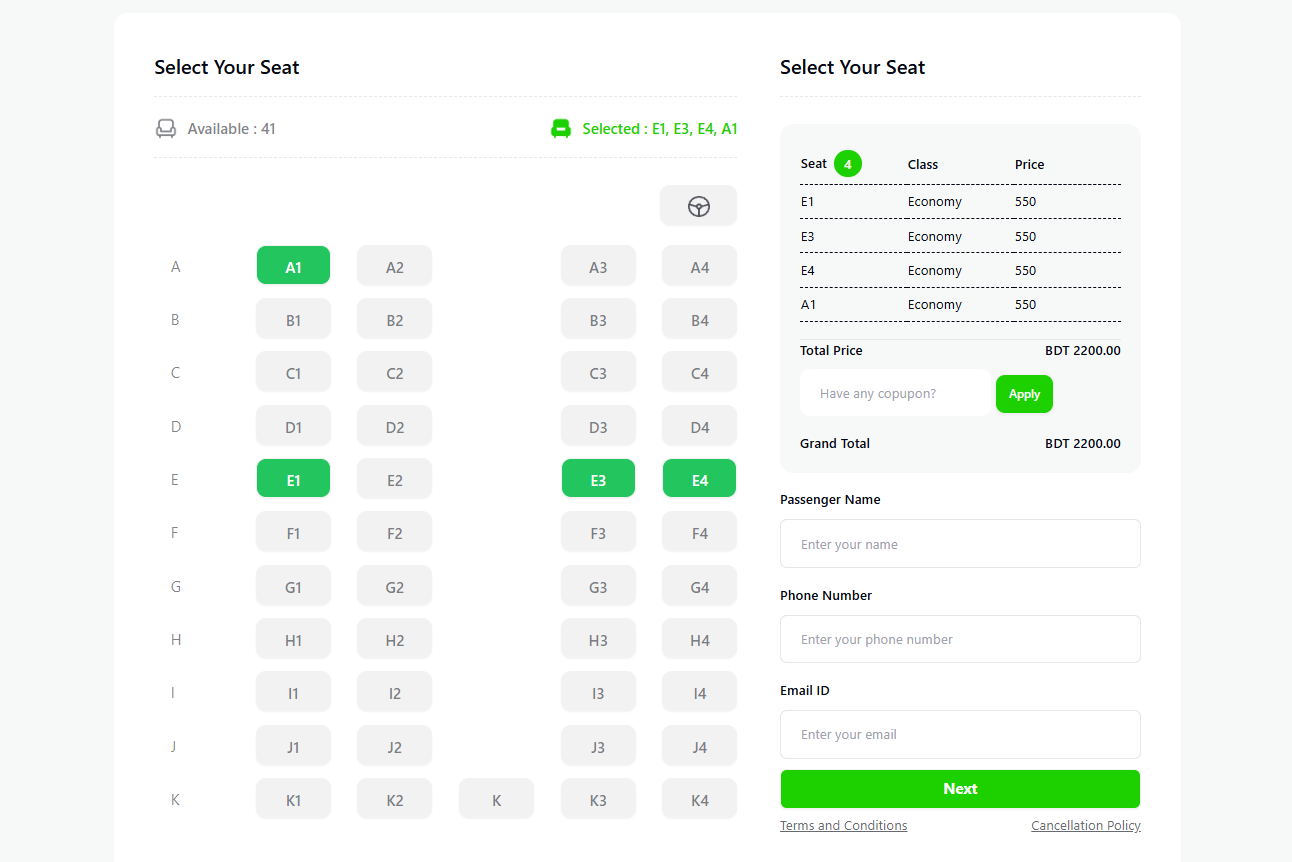 Select Your Seat
Available : 41
Selected : E1, E3, E4, A1
A A1 A2 A3 A4
B B1 B2 B3 B4
C C1 C2 C3 C4
D D1 D2 D3 D4
E E1 E2 E3 E4
F F1 F2 F3 F4
G G1 G2 G3 G4
H H1 H2 H3 H4
I I1 I2 I3 I4
J J1 J2 J3 J4
K K1 K2 K K3 K4
Select Your Seat
Seat 4 Class Price
E1 Economy 550
E3 Economy 550
E4 Economy 550
A1 Economy 550
Total Price BDT 2200.00
Have any copupon? Apply
Grand Total BDT 2200.00
Passenger Name
Enter your name
Phone Number
Enter your phone number
Email ID
Enter your email
Next
Terms and Conditions Cancellation Policy